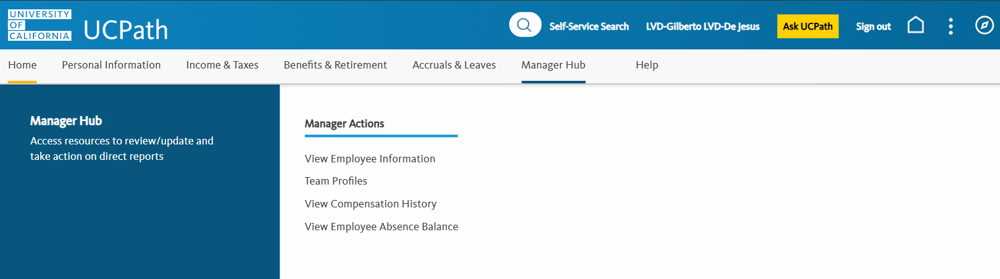 UNIVERSITY
OF
CALIFORNIA
UCPath
Self-Service Search
LVD-Gilberto LVD-De Jesus
Ask UCPath
Sign out
Home
Personal Information
Income & Taxes
Benefits & Retirement
Accruals & Leaves
Manager Hub
Help
Manager Hub
Access resources to review/update and
take action on direct reports
Manager Actions
View Employee Information
Team Profiles
View Compensation History
View Employee Absence Balance